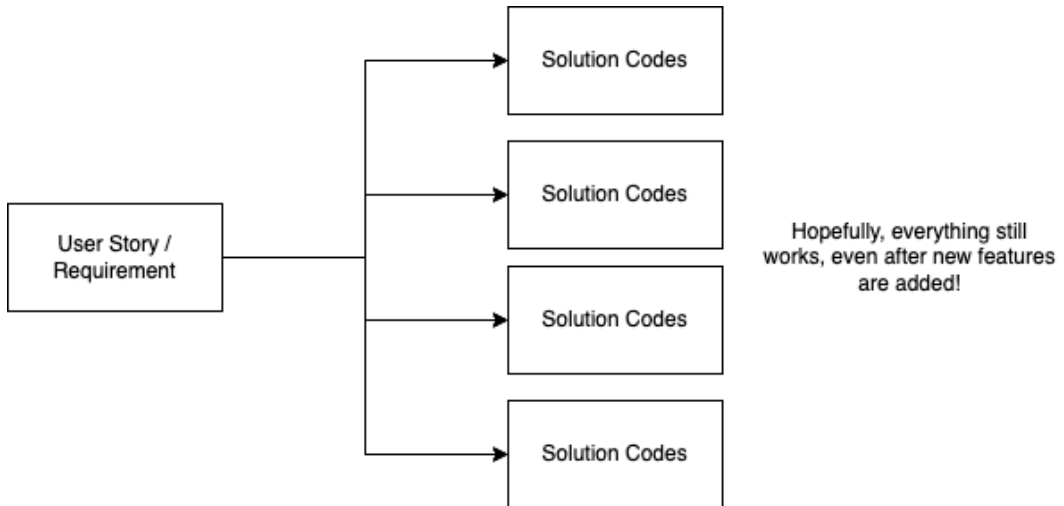 Solution Codes
Solution Codes
User Story /
Requirement
Hopefully, everything still
works, even after new features
are added!
Solution Codes
Solution Codes